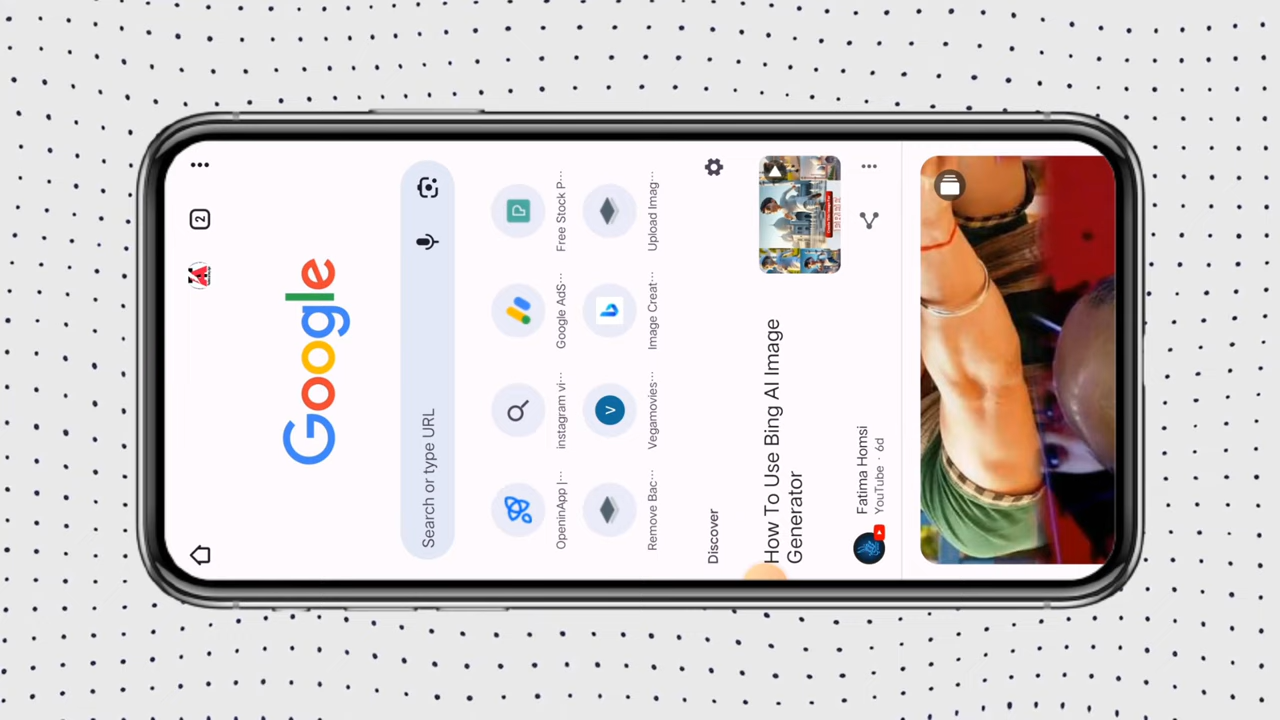 2
Google
Search or type URL
OpeninApp |...
instagram vi...
Google AdS...
Free Stock P...
Remove Bac...
V
Vegamovies...
Image Creat...
Upload Imag...
Discover
How To Use Bing AI Image
Generator
Fatima Homsi
YouTube · 6d